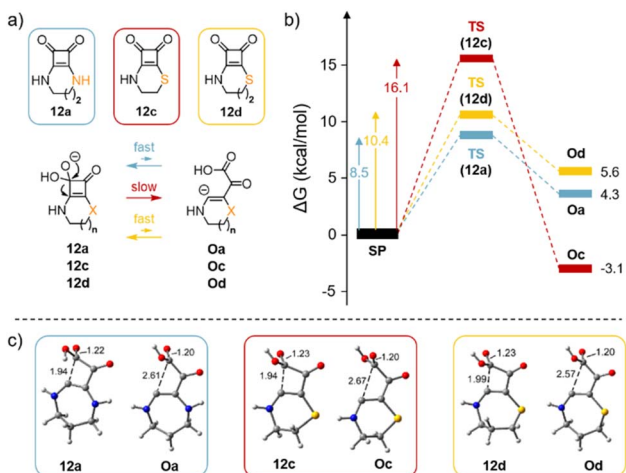 a)
O O
O O
O O
HN NH
HN S
HN S
2
2
12a
12c
12d
O ⊖
HO O
HN X
n
fast
slow
fast
HO O
⊖ O
HN X
n
12a
12c
12d
Oa
Oc
Od
b)
ΔG (kcal/mol)
15
10
5
0
-5
8.5
10.4
16.1
SP
TS
(12c)
TS
(12d)
TS
(12a)
Od
5.6
Oa
4.3
Oc
-3.1
c)
1.22
1.94
12a
1.20
2.61
Oa
1.23
1.94
12c
1.20
2.67
Oc
1.23
1.99
12d
1.20
2.57
Od